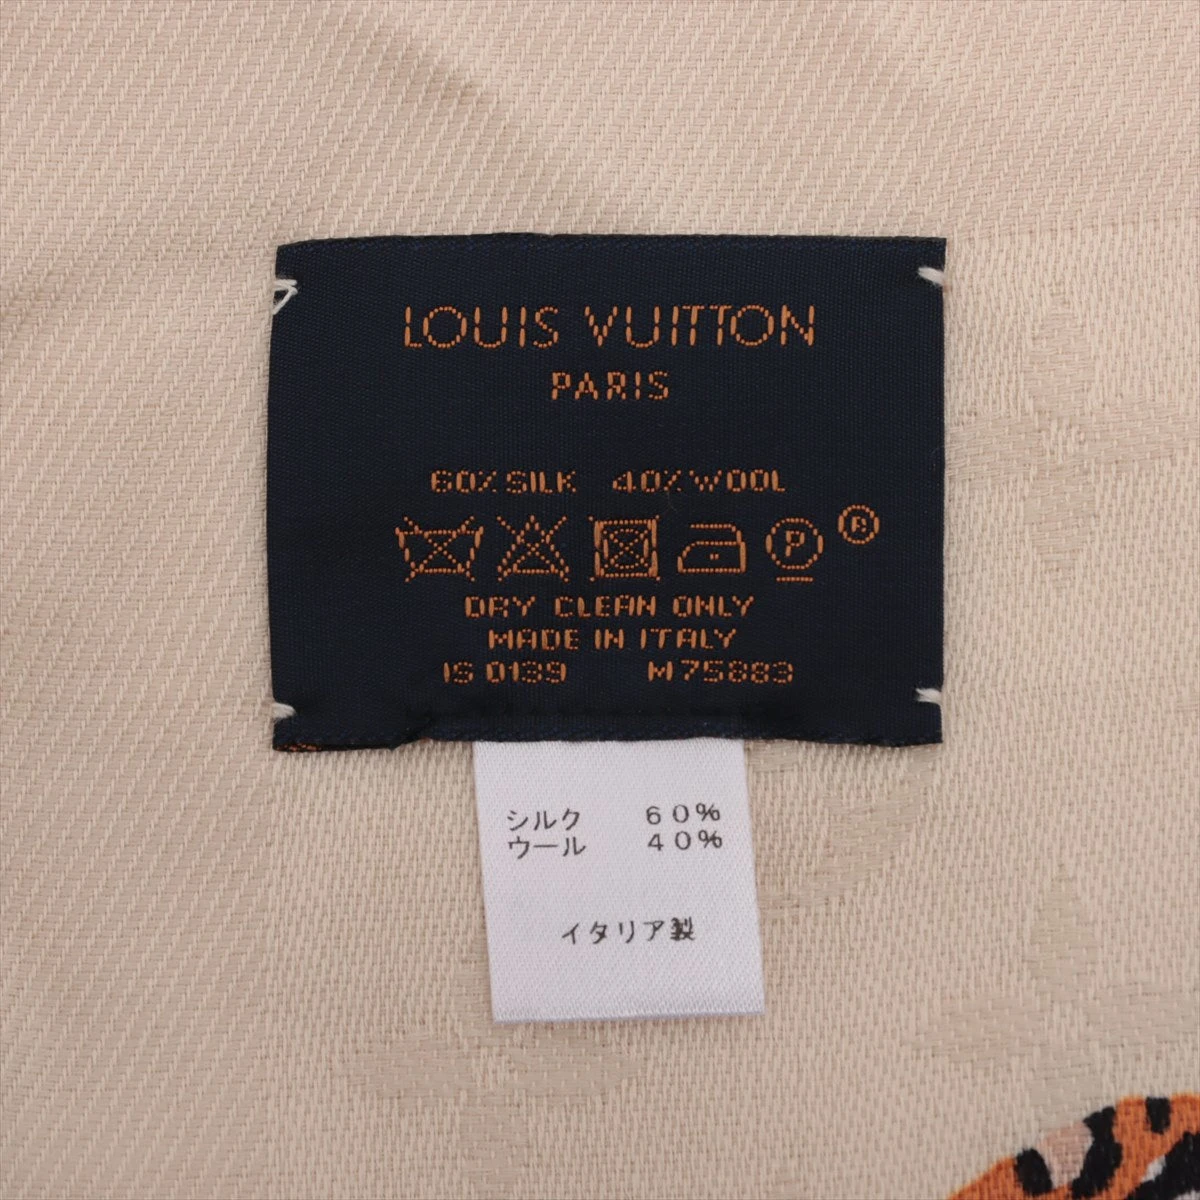 LOUIS VUITTON
PARIS
60% SILK 40% WOOL
P ®
DRY CLEAN ONLY
MADE IN ITALY
IS 0139 M75883
シルク 60%
ウール 40%
イタリア製